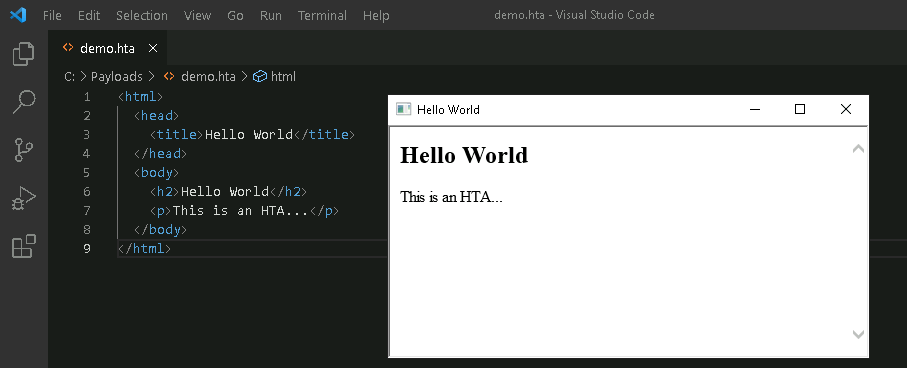 File Edit Selection View Go Run Terminal Help demo.hta - Visual Studio Code
<> demo.hta ×
C: > Payloads > <> demo.hta > html
1 <html>
2 <head>
3 <title>Hello World</title>
4 </head>
5 <body>
6 <h2>Hello World</h2>
7 <p>This is an HTA...</p>
8 </body>
9 </html>
Hello World
Hello World
This is an HTA...